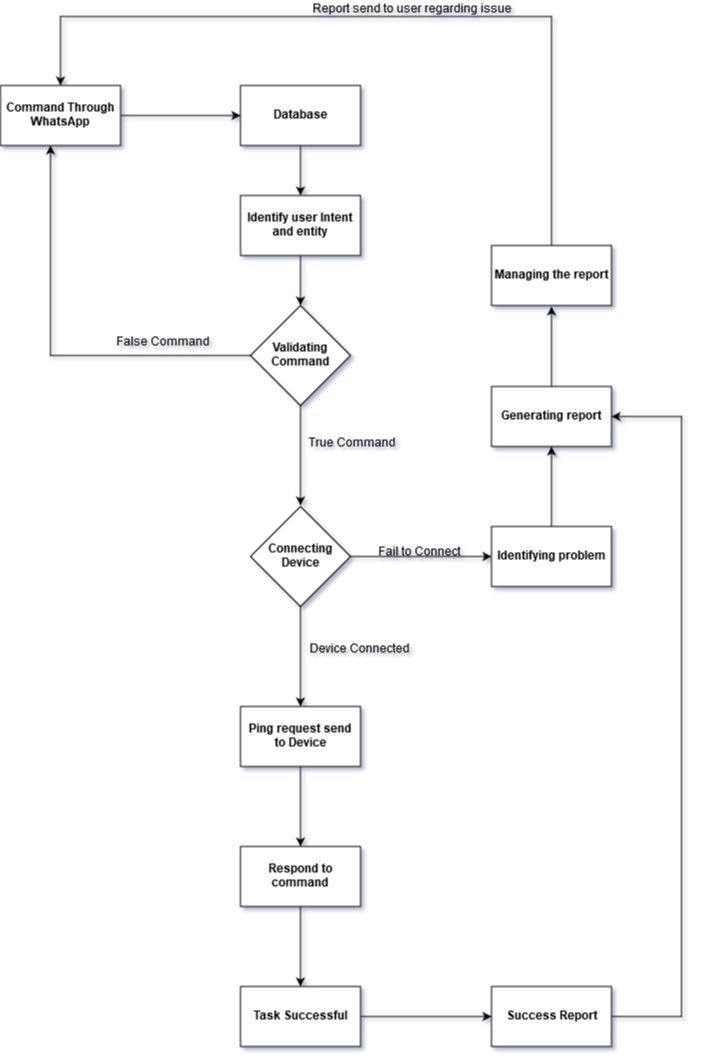 Report send to user regarding issue
Command Through
WhatsApp
Database
Identify user Intent
and entity
Managing the report
False Command
Validating
Command
Generating report
True Command
Connecting
Device
Fail to Connect
Identifying problem
Device Connected
Ping request send
to Device
Respond to
command
Task Successful
Success Report